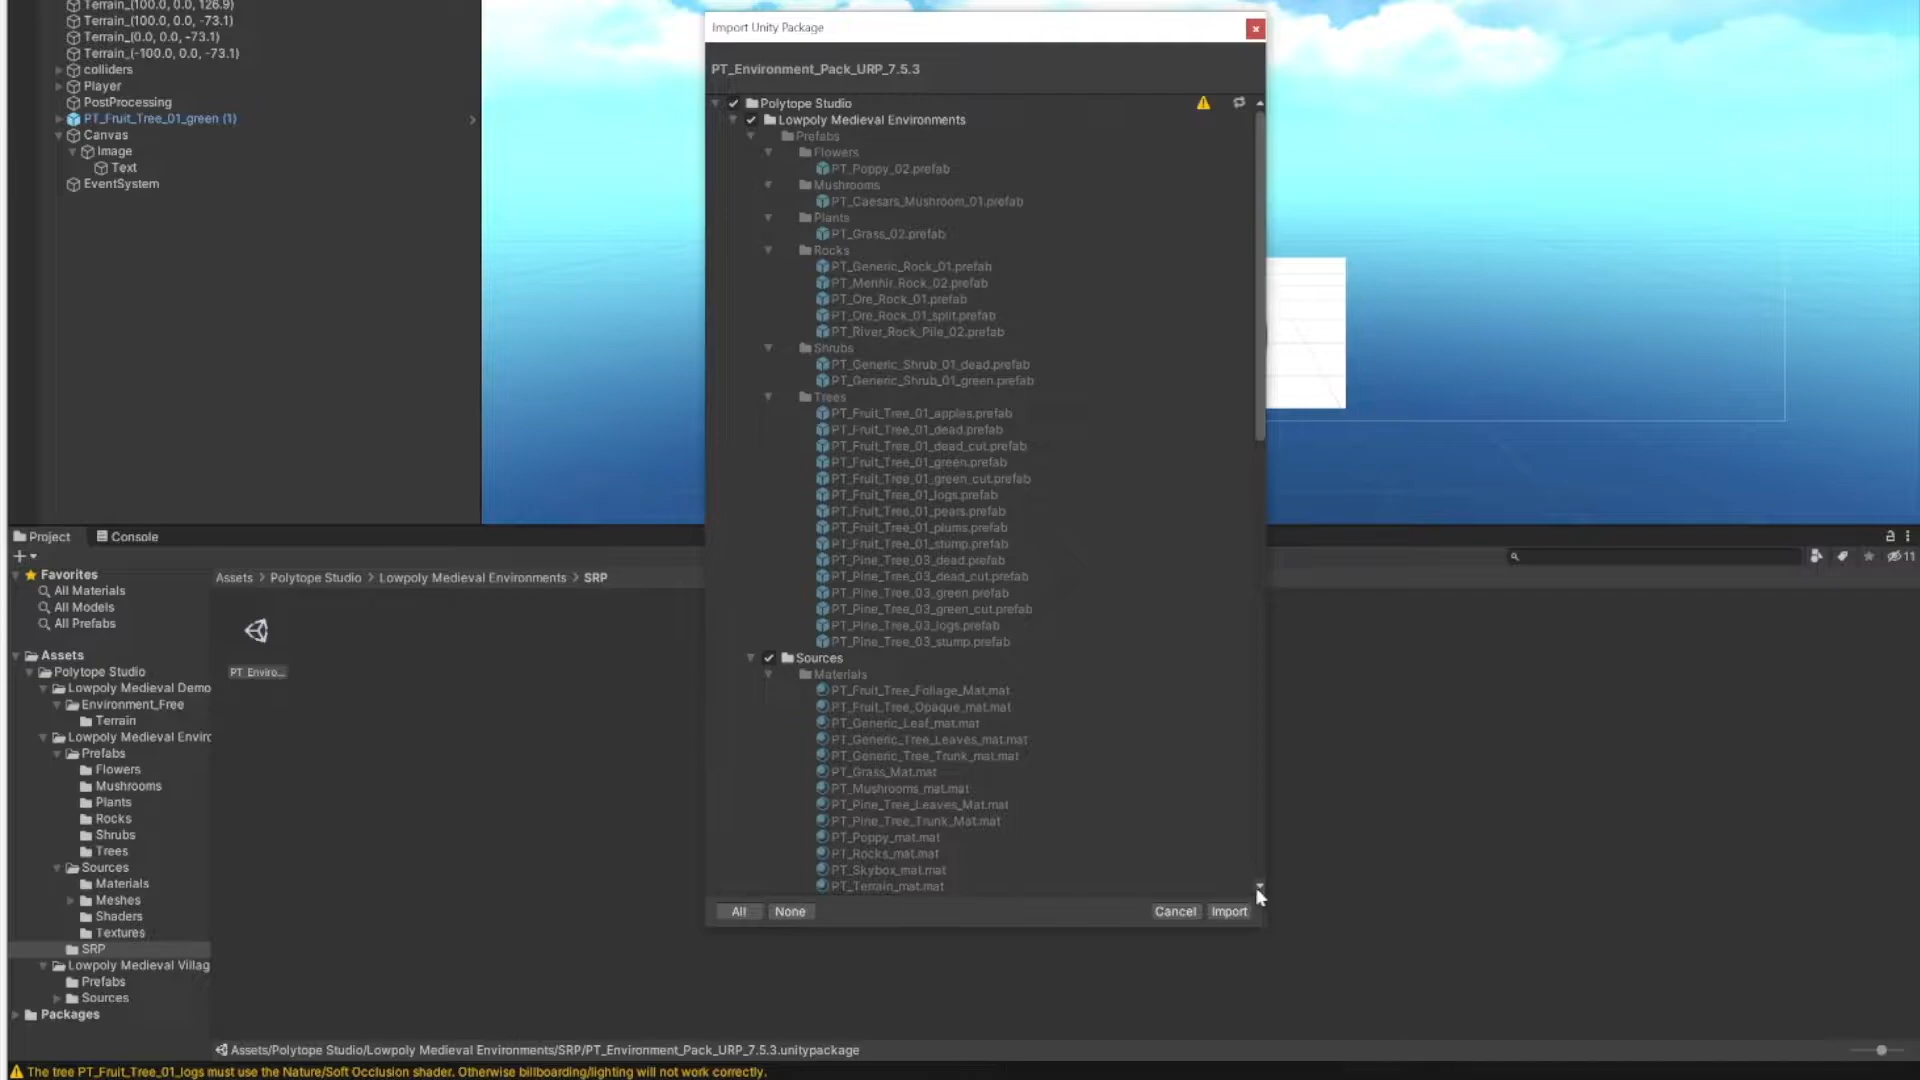 Terrain_(100.0, 0.0, 126.9)
Terrain_(100.0, 0.0, -73.1)
Terrain_(0.0, 0.0, -73.1)
Terrain_(-100.0, 0.0, -73.1)
colliders
Player
PostProcessing
PT_Fruit_Tree_01_green (1)
Canvas
Image
Text
EventSystem
Import Unity Package
PT_Environment_Pack_URP_7.5.3
Polytope Studio
Lowpoly Medieval Environments
Prefabs
Flowers
PT_Poppy_02.prefab
Mushrooms
PT_Caesars_Mushroom_01.prefab
Plants
PT_Grass_02.prefab
Rocks
PT_Generic_Rock_01.prefab
PT_Menhir_Rock_02.prefab
PT_Ore_Rock_01.prefab
PT_Ore_Rock_01_split.prefab
PT_River_Rock_Pile_02.prefab
Shrubs
PT_Generic_Shrub_01_dead.prefab
PT_Generic_Shrub_01_green.prefab
Trees
PT_Fruit_Tree_01_apples.prefab
PT_Fruit_Tree_01_dead.prefab
PT_Fruit_Tree_01_dead_cut.prefab
PT_Fruit_Tree_01_green.prefab
PT_Fruit_Tree_01_green_cut.prefab
PT_Fruit_Tree_01_logs.prefab
PT_Fruit_Tree_01_pears.prefab
PT_Fruit_Tree_01_plums.prefab
PT_Fruit_Tree_01_stump.prefab
PT_Pine_Tree_03_dead.prefab
PT_Pine_Tree_03_dead_cut.prefab
PT_Pine_Tree_03_green.prefab
PT_Pine_Tree_03_green_cut.prefab
PT_Pine_Tree_03_logs.prefab
PT_Pine_Tree_03_stump.prefab
Sources
Materials
PT_Fruit_Tree_Foliage_Mat.mat
PT_Fruit_Tree_Opaque_mat.mat
PT_Generic_Leaf_mat.mat
PT_Generic_Tree_Leaves_mat.mat
PT_Generic_Tree_Trunk_mat.mat
PT_Grass_Mat.mat
PT_Mushrooms_mat.mat
PT_Pine_Tree_Leaves_Mat.mat
PT_Pine_Tree_Trunk_Mat.mat
PT_Poppy_mat.mat
PT_Rocks_mat.mat
PT_Skybox_mat.mat
PT_Terrain_mat.mat
All None Cancel Import
Project Console
11
Favorites
All Materials
All Models
All Prefabs
Assets
Polytope Studio
Lowpoly Medieval Demo
Environment_Free
Terrain
Lowpoly Medieval Envirc
Prefabs
Flowers
Mushrooms
Plants
Rocks
Shrubs
Trees
Sources
Materials
Meshes
Shaders
Textures
SRP
Lowpoly Medieval Villag
Prefabs
Sources
Packages
Assets > Polytope Studio > Lowpoly Medieval Environments > SRP
PT_Enviro...
Assets/Polytope Studio/Lowpoly Medieval Environments/SRP/PT_Environment_Pack_URP_7.5.3.unitypackage
The tree PT_Fruit_Tree_01_logs must use the Nature/Soft Occlusion shader. Otherwise billboarding/lighting will not work correctly.